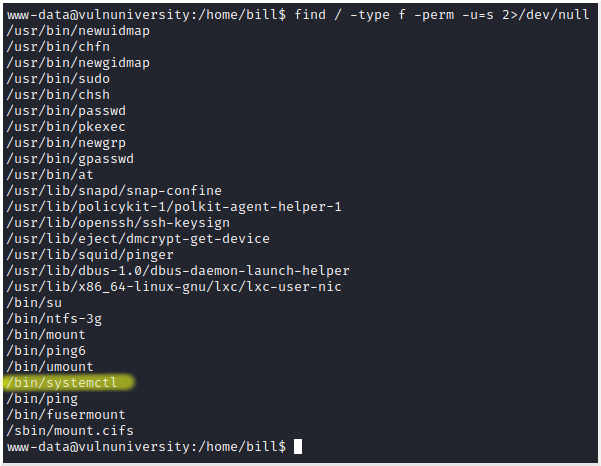 www-data@vulnuniversity:/home/bill$ find / -type f -perm -u=s 2>/dev/null
/usr/bin/newuidmap
/usr/bin/chfn
/usr/bin/newgidmap
/usr/bin/sudo
/usr/bin/chsh
/usr/bin/passwd
/usr/bin/pkexec
/usr/bin/newgrp
/usr/bin/gpasswd
/usr/bin/at
/usr/lib/snapd/snap-confine
/usr/lib/policykit-1/polkit-agent-helper-1
/usr/lib/openssh/ssh-keysign
/usr/lib/eject/dmcrypt-get-device
/usr/lib/squid/pinger
/usr/lib/dbus-1.0/dbus-daemon-launch-helper
/usr/lib/x86_64-linux-gnu/lxc/lxc-user-nic
/bin/su
/bin/ntfs-3g
/bin/mount
/bin/ping6
/bin/umount
/bin/systemctl
/bin/ping
/bin/fusermount
/sbin/mount.cifs
www-data@vulnuniversity:/home/bill$